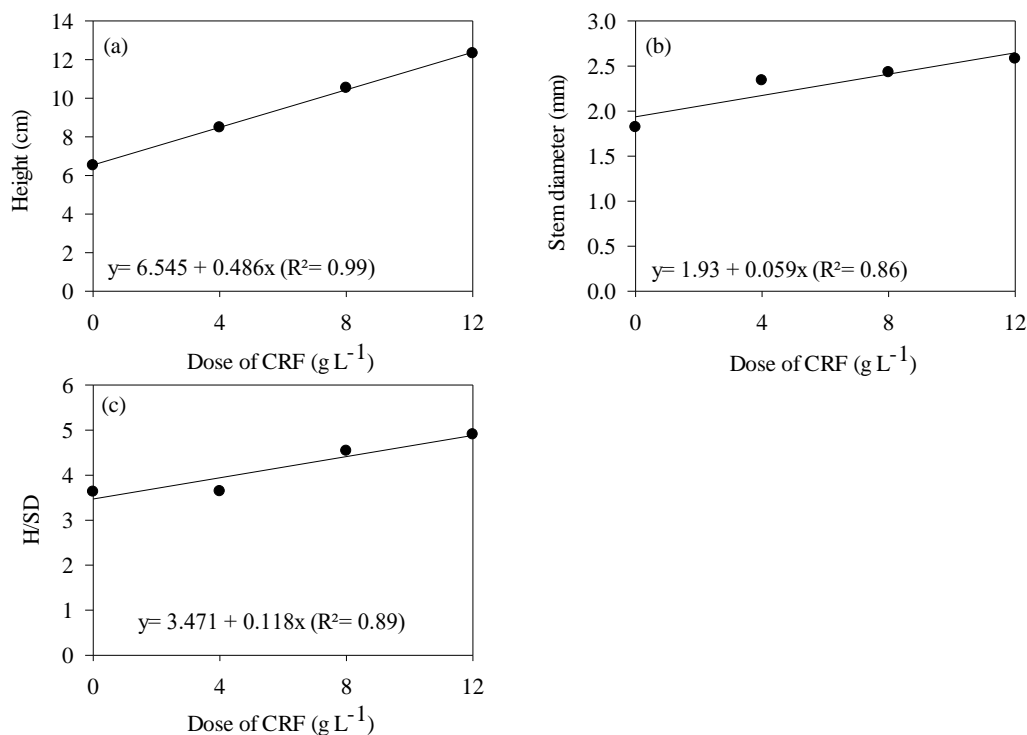 (a)
14
12
10
8
6
4
2
0
Height (cm)
y= 6.545 + 0.486x (R²= 0.99)
0 4 8 12
Dose of CRF (g L⁻¹)
(b)
3.0
2.5
2.0
1.5
1.0
0.5
0.0
Stem diameter (mm)
y= 1.93 + 0.059x (R²= 0.86)
0 4 8 12
Dose of CRF (g L⁻¹)
(c)
6
5
4
3
2
1
0
H/SD
y= 3.471 + 0.118x (R²= 0.89)
0 4 8 12
Dose of CRF (g L⁻¹)